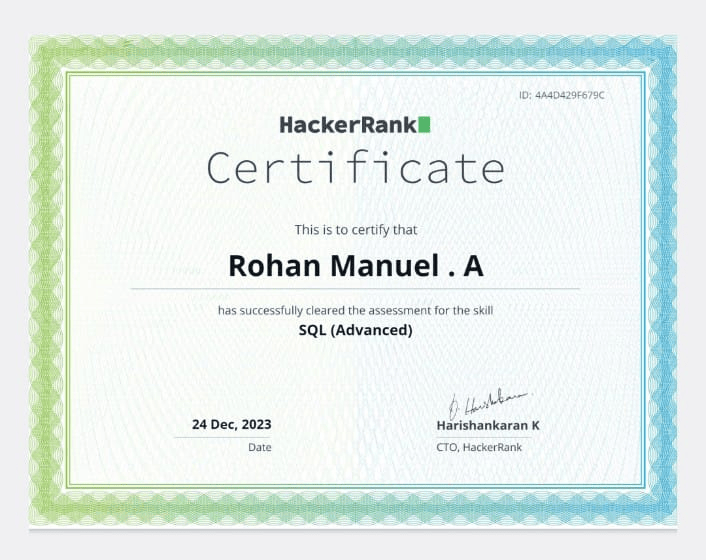 ID: 4A4D429F679C
HackerRank
Certificate
This is to certify that
Rohan Manuel . A
has successfully cleared the assessment for the skill
SQL (Advanced)
24 Dec, 2023
Date
Harishankaran K
CTO, HackerRank